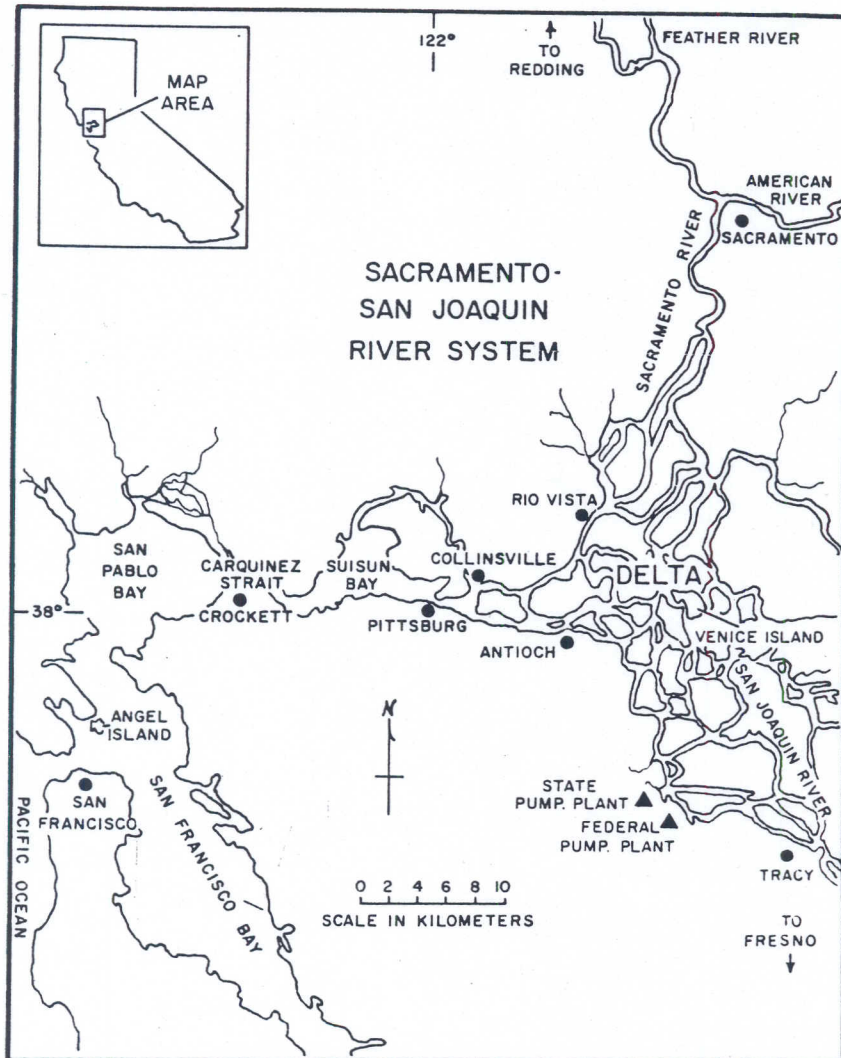 122°
TO
REDDING
FEATHER RIVER
MAP
AREA
AMERICAN
RIVER
SACRAMENTO
SACRAMENTO RIVER
SACRAMENTO-
SAN JOAQUIN
RIVER SYSTEM
RIO VISTA
SAN
PABLO
BAY
CARQUINEZ
STRAIT
SUISUN
BAY
COLLINSVILLE
DELTA
38°
CROCKETT
PITTSBURG
ANTIOCH
VENICE ISLAND
SAN JOAQUIN RIVER
ANGEL
ISLAND
N
SAN
FRANCISCO
SAN FRANCISCO BAY
PACIFIC OCEAN
STATE
PUMP. PLANT
FEDERAL
PUMP. PLANT
TRACY
0 2 4 6 8 10
SCALE IN KILOMETERS
TO
FRESNO